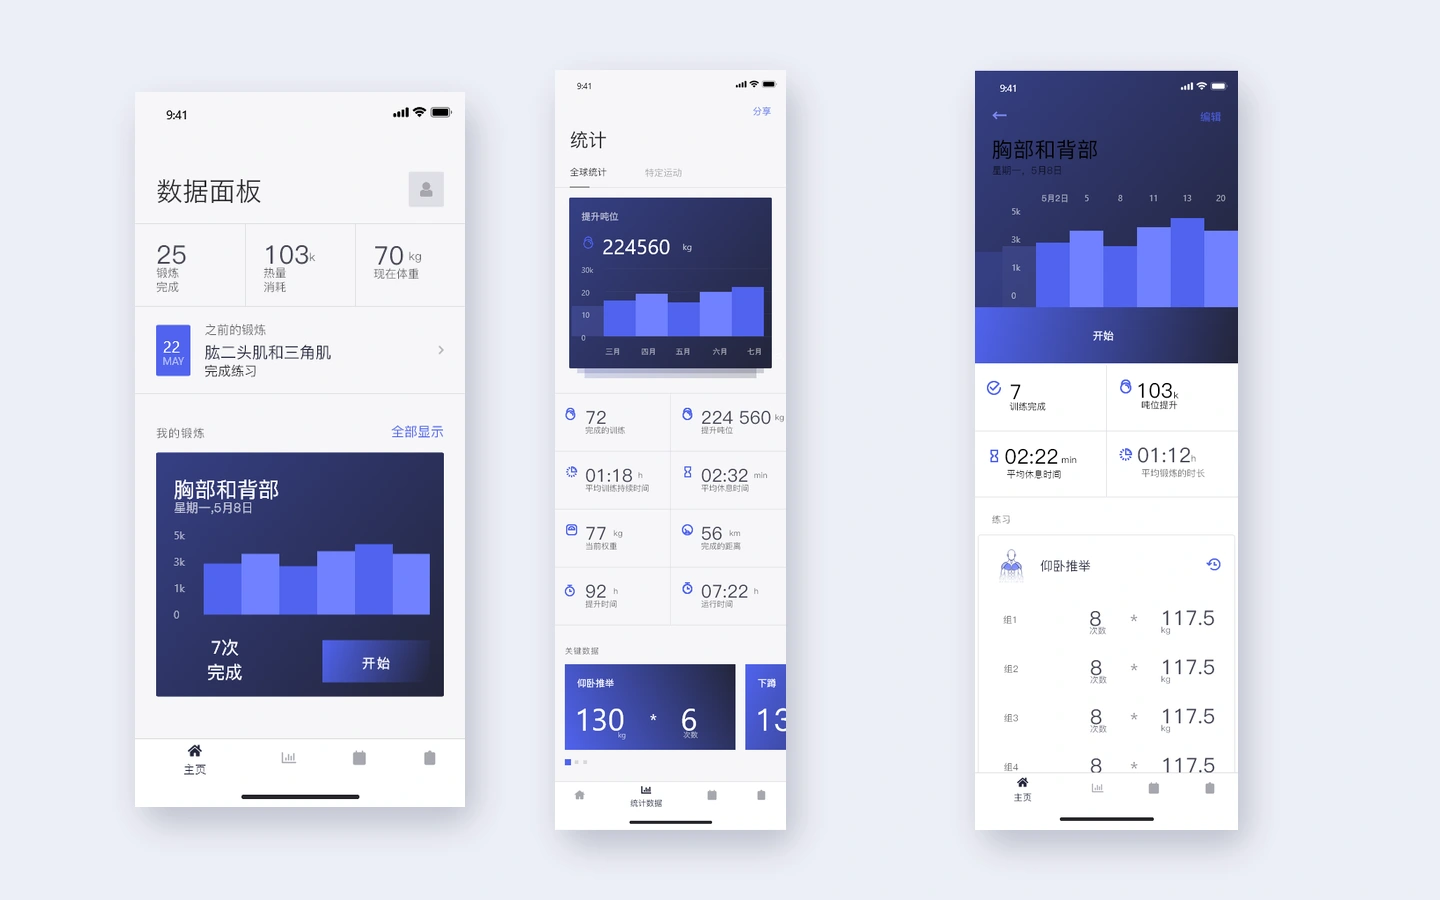 9:41
数据面板
25
锻炼
完成
103k
热量
消耗
70 kg
现在体重
22
MAY
之前的锻炼
肱二头肌和三角肌
完成练习
我的锻炼
全部显示
胸部和背部
星期一,5月8日
5k
3k
1k
0
7次
完成
开始
主页
9:41
分享
统计
全球统计
特定运动
提升吨位
224560 kg
30k
20
10
0
三月 四月 五月 六月 七月
72
完成的训练
224 560 kg
提升吨位
01:18 h
平均训练持续时间
02:32 min
平均休息时间
77 kg
当前权重
56 km
完成的距离
92 h
提升时间
07:22 h
运行时间
关键数据
仰卧推举
130 * 6
kg 次数
下蹲
13
统计数据
9:41
编辑
胸部和背部
星期一，5月8日
5月2日 5 8 11 13 20
5k
3k
1k
0
开始
7
训练完成
103k
吨位提升
02:22 min
平均休息时间
01:12h
平均锻炼的时长
练习
仰卧推举
组1 8 * 117.5
次数 kg
组2 8 * 117.5
次数 kg
组3 8 * 117.5
次数 kg
组4 8 * 117.5
主页